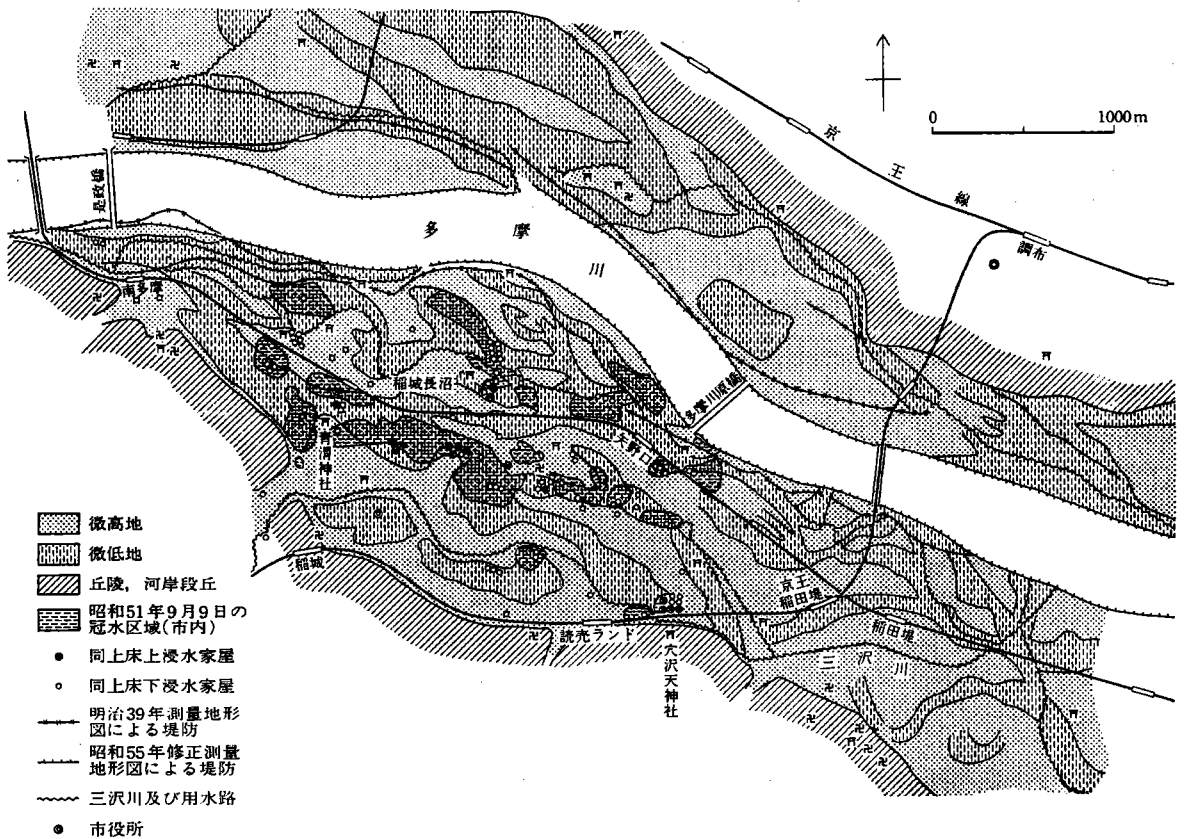 0 1000m
京王線
調布
是政橋
多摩川
南多摩
稲城長沼
多摩川原橋
矢野口
青渭神社
稲城
京王
稲田堤
稲田堤
読売ランド
穴沢天神社
三沢川
微高地
微低地
丘陵，河岸段丘
昭和51年9月9日の
冠水区域(市内)
同上床上浸水家屋
同上床下浸水家屋
明治39年測量地形
図による堤防
昭和55年修正測量
地形図による堤防
三沢川及び用水路
市役所